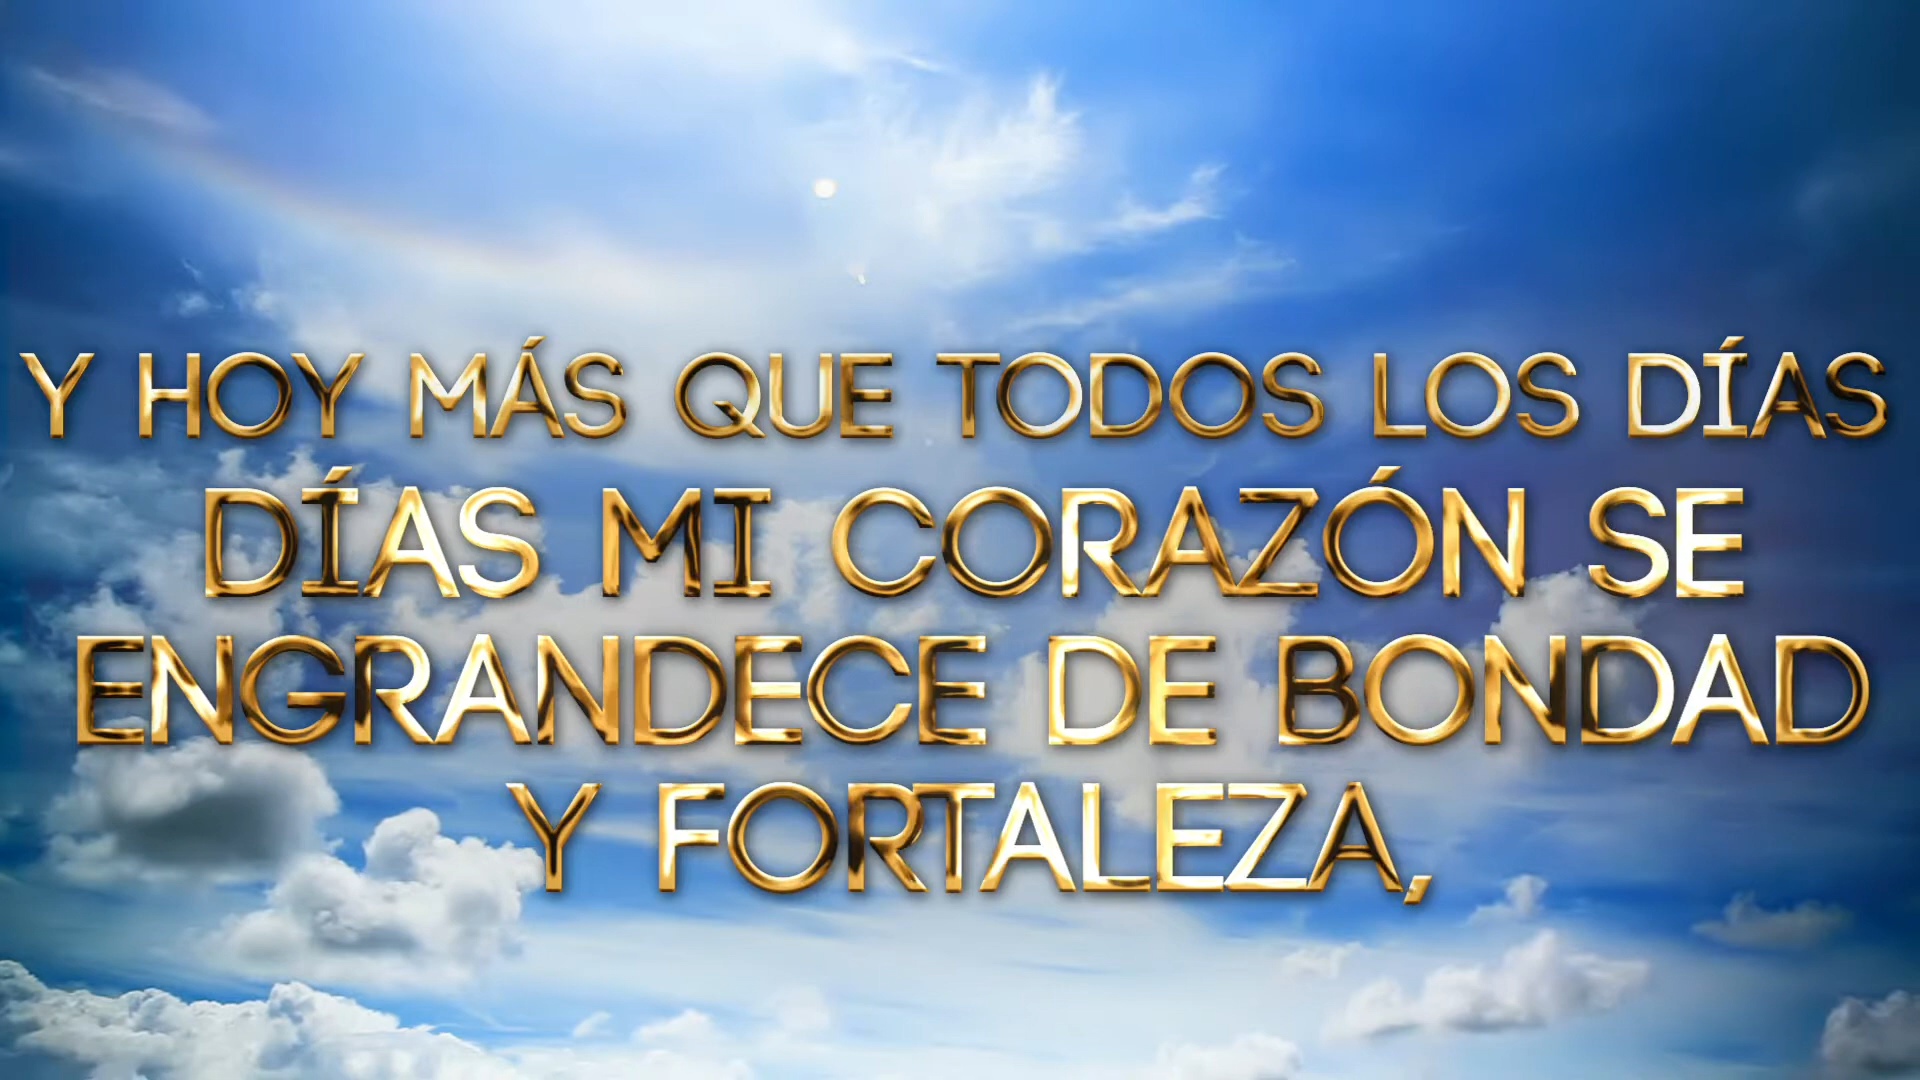 Y HOY MÁS QUE TODOS LOS DÍAS
DÍAS MI CORAZÓN SE
ENGRANDECE DE BONDAD
Y FORTALEZA,